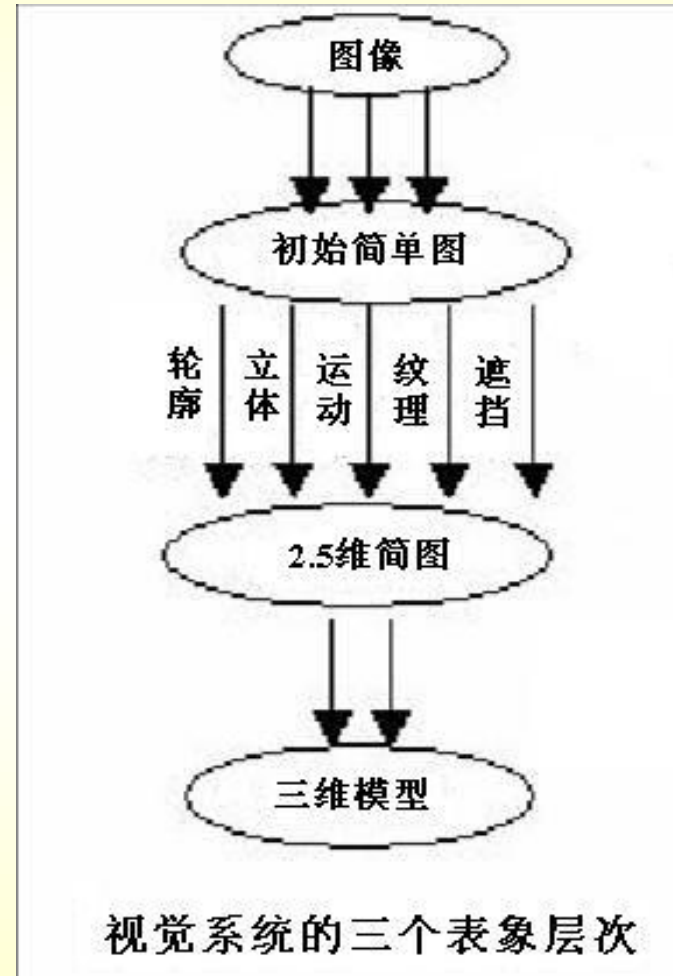 图像
初始简单图
轮廓
立体
运动
纹理
遮挡
2.5维简图
三维模型
视觉系统的三个表象层次